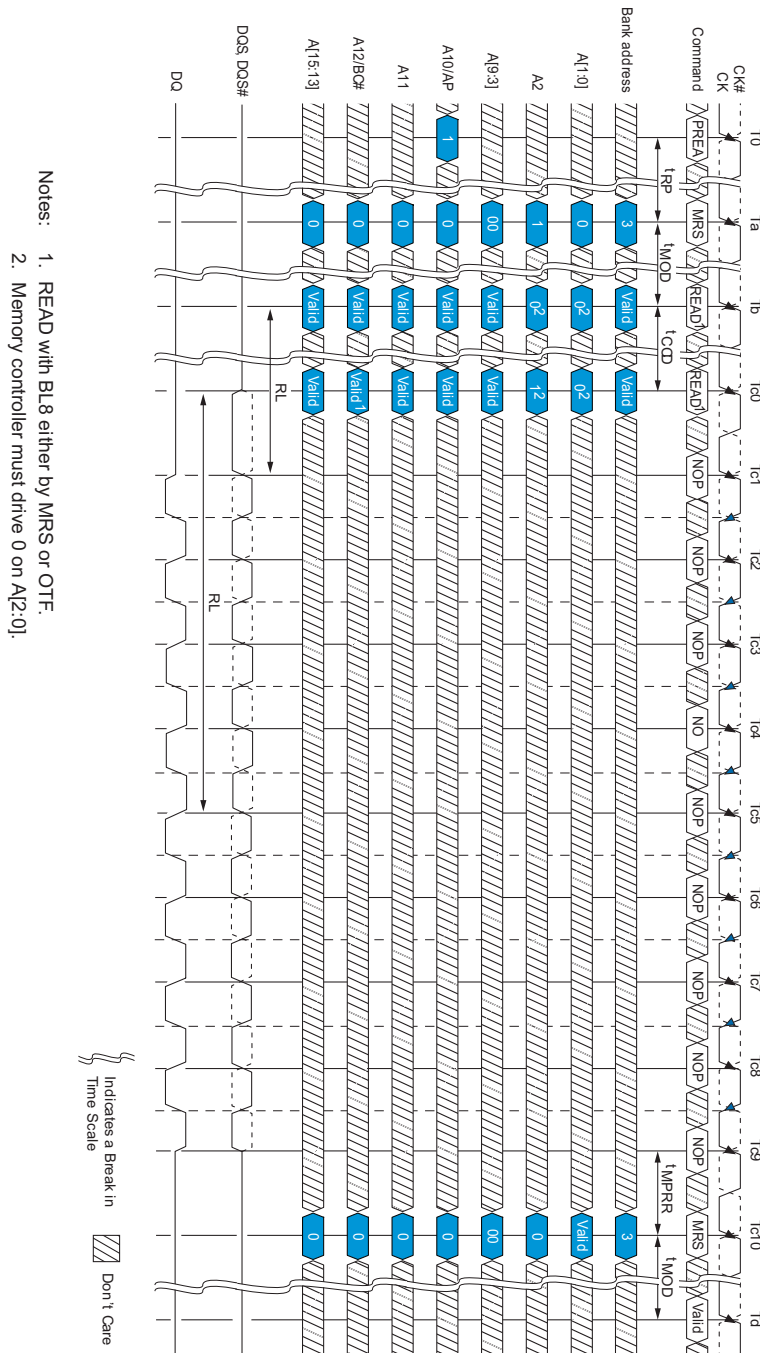 T0 Ta Tb Tc0 Tc1 Tc2 Tc3 Tc4 Tc5 Tc6 Tc7 Tc8 Tc9 Tc10 Td
CK#
CK
Command PREA MRS READ1 READ1 NOP NOP NOP NO NOP NOP NOP NOP NOP MRS Valid
tRP tMOD tCCD tMPRR tMOD
Bank address 3 Valid Valid 3
A[1:0] 0 0² 0² Valid
A2 1 0² 1² 0
A[9:3] 00 Valid Valid 00
A10/AP 1 0 Valid Valid 0
A11 0 Valid Valid 0
A12/BC# 0 Valid Valid1 0
A[15:13] 0 Valid Valid 0
RL
DQS, DQS#
RL
DQ
Indicates a Break in
Time Scale
Don't Care
Notes: 1. READ with BL8 either by MRS or OTF.
2. Memory controller must drive 0 on A[2:0].